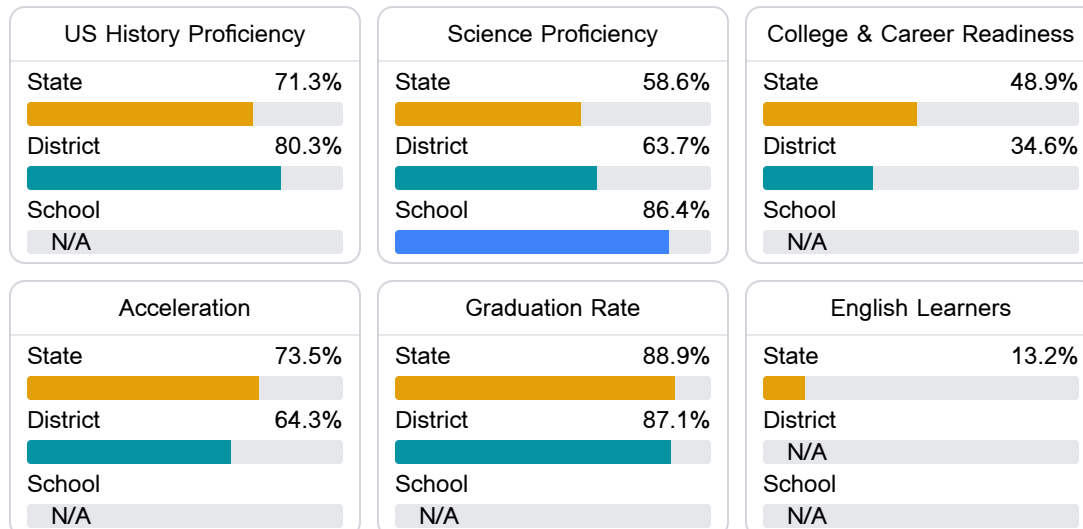 US History Proficiency
State 71.3%
District 80.3%
School
N/A
Science Proficiency
State 58.6%
District 63.7%
School 86.4%
College & Career Readiness
State 48.9%
District 34.6%
School
N/A
Acceleration
State 73.5%
District 64.3%
School
N/A
Graduation Rate
State 88.9%
District 87.1%
School
N/A
English Learners
State 13.2%
District
N/A
School
N/A